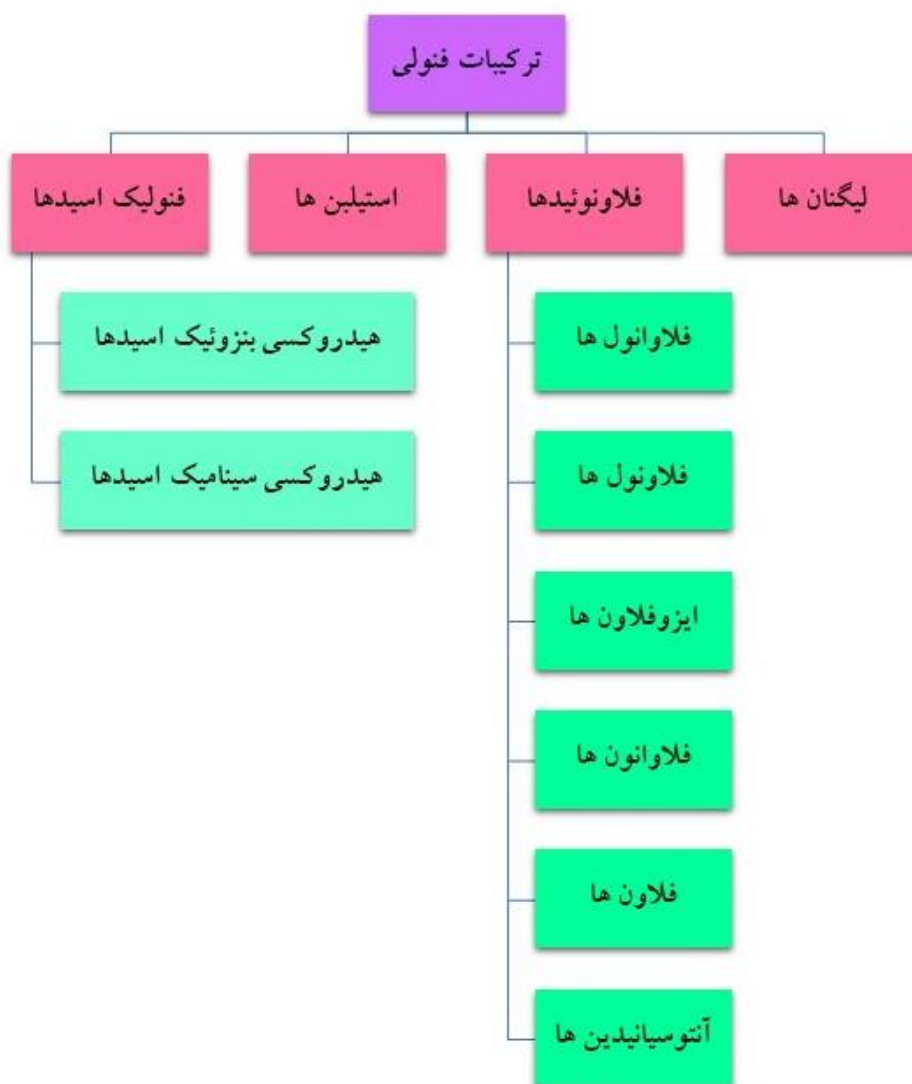 ترکیبات فنولی
لیگنان ها
فلاونوئیدها
استیلبن ها
فنولیک اسیدها
فلاوانول ها
فلاونول ها
ایزوفلاون ها
فلاوانون ها
فلاون ها
آنتوسیانیدین ها
هیدروکسی بنزوئیک اسیدها
هیدروکسی سینامیک اسیدها